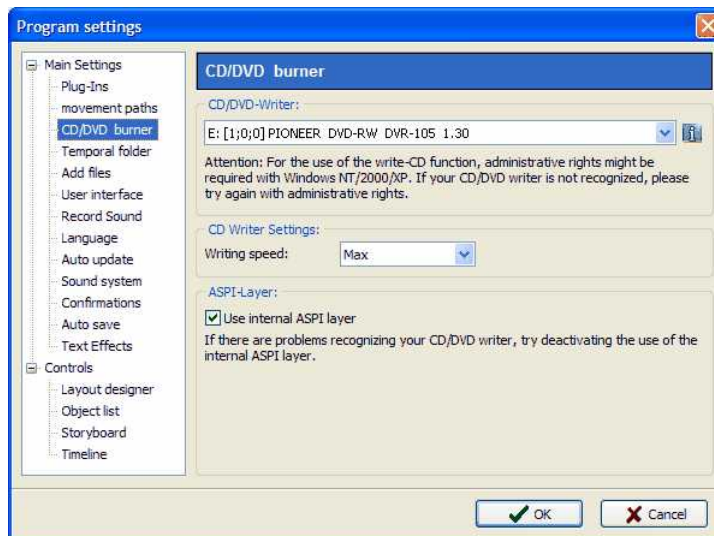 Program settings
Main Settings
Plug-Ins
movement paths
CD/DVD burner
Temporal folder
Add files
User interface
Record Sound
Language
Auto update
Sound system
Confirmations
Auto save
Text Effects
Controls
Layout designer
Object list
Storyboard
Timeline
CD/DVD burner
CD/DVD-Writer:
E: [1;0;0] PIONEER DVD-RW DVR-105 1.30
Attention: For the use of the write-CD function, administrative rights might be
required with Windows NT/2000/XP. If your CD/DVD writer is not recognized, please
try again with administrative rights.
CD Writer Settings:
Writing speed: Max
ASPI-Layer:
Use internal ASPI layer
If there are problems recognizing your CD/DVD writer, try deactivating the use of the
internal ASPI layer.
OK Cancel